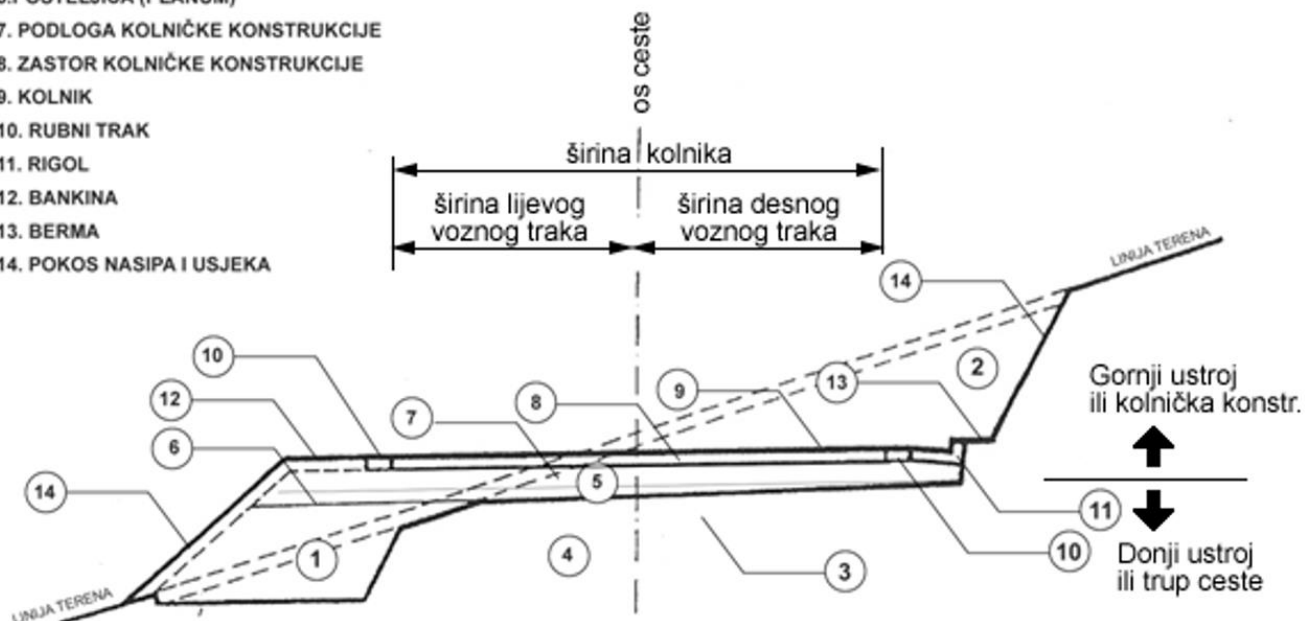 7. PODLOGA KOLNIČKE KONSTRUKCIJE
8. ZASTOR KOLNIČKE KONSTRUKCIJE
9. KOLNIK
10. RUBNI TRAK
11. RIGOL
12. BANKINA
13. BERMA
14. POKOS NASIPA I USJEKA
os ceste
širina kolnika
širina lijevog
voznog traka
širina desnog
voznog traka
LINIJA TERENA
14
2
10
13
9
8
7
12
6
14
5
Gornji ustroj
ili kolnička konstr.
11
10
1
4
3
Donji ustroj
ili trup ceste
LINIJA TERENA